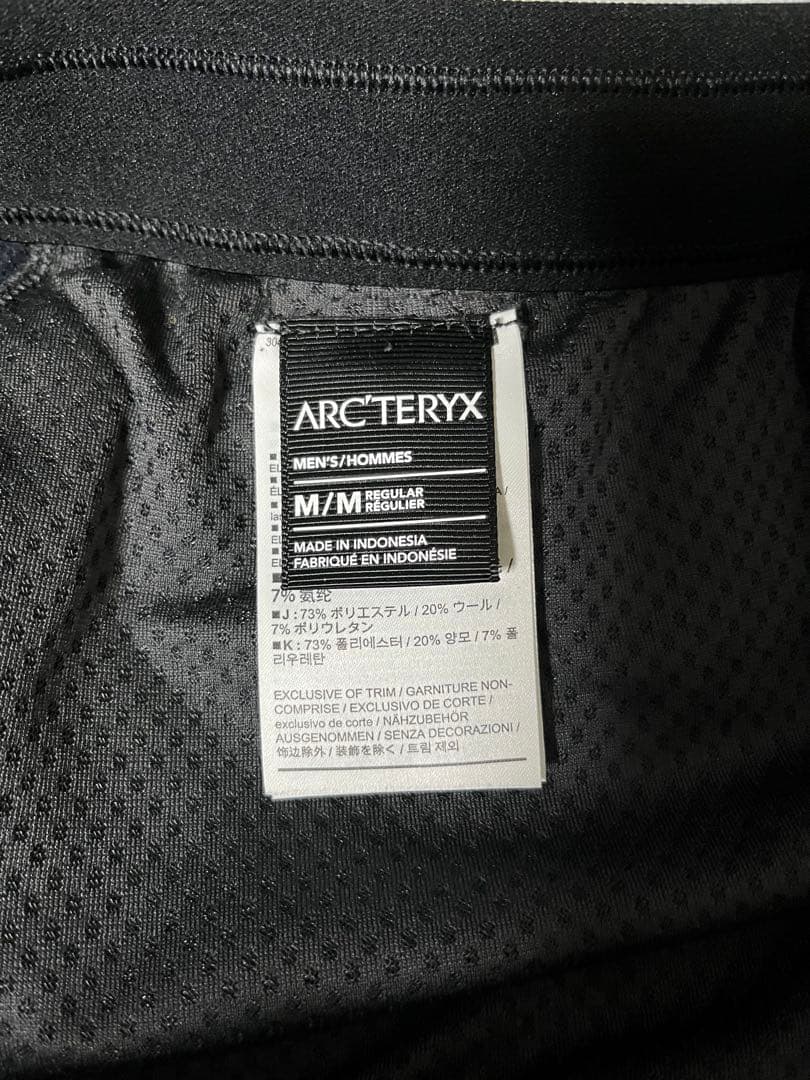 304
ARC'TERYX
MEN'S/HOMMES
M/M REGULAR
RÉGULIER
MADE IN INDONESIA
FABRIQUÉ EN INDONÉSIE
7% 氨纶
■J : 73% ポリエステル / 20% ウール /
7% ポリウレタン
■K : 73% 폴리에스터 / 20% 양모 / 7% 폴
리우레탄
EXCLUSIVE OF TRIM / GARNITURE NON-
COMPRISE / EXCLUSIVO DE CORTE /
exclusivo de corte / NÄHZUBEHÖR
AUSGENOMMEN / SENZA DECORAZIONI /
饰边除外 / 装飾を除く / 트림 제외